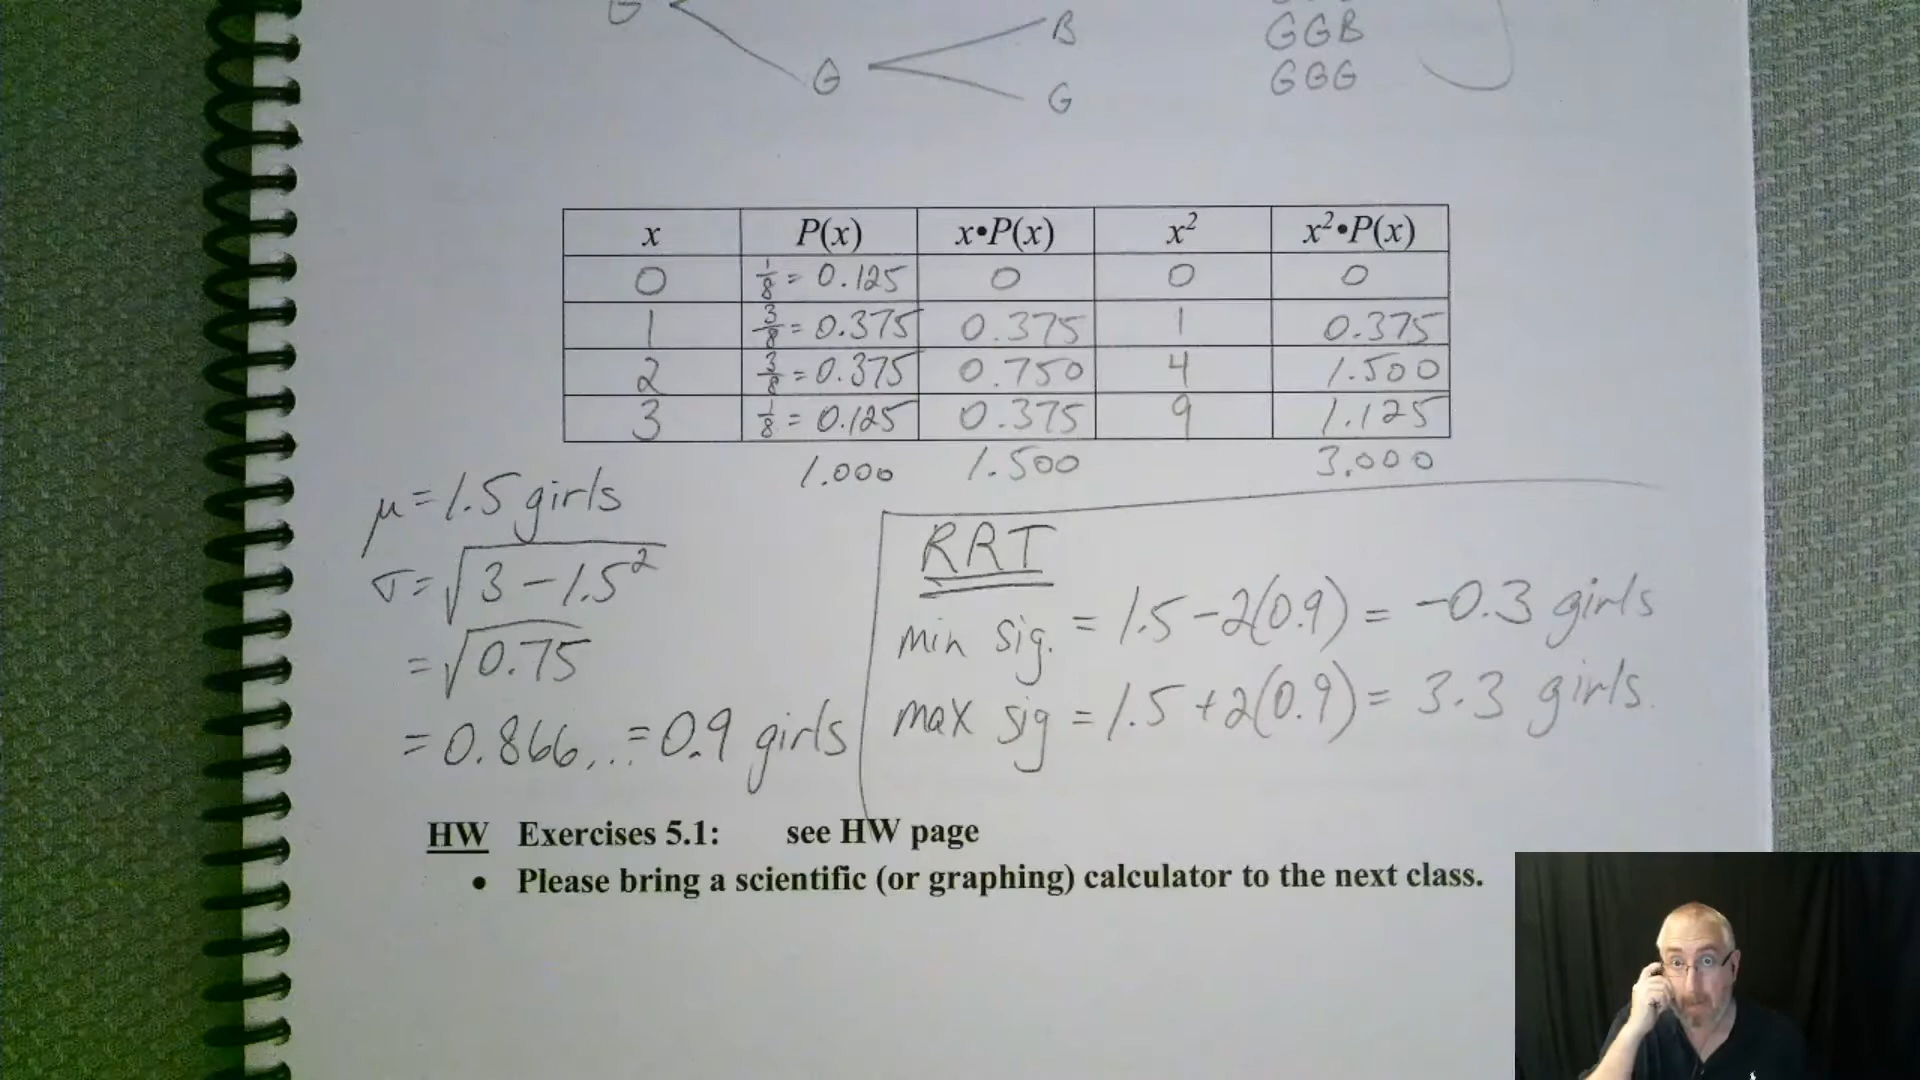 G
B
GGB
G
G
GGG
x P(x) x•P(x) x² x²•P(x)
0 1/8 = 0.125 0 0 0
1 3/8 = 0.375 0.375 1 0.375
2 3/8 = 0.375 0.750 4 1.500
3 1/8 = 0.125 0.375 9 1.125
1.000 1.500 3.000
μ = 1.5 girls
σ = √3 − 1.5²
= √0.75
= 0.866... = 0.9 girls
RRT
min sig. = 1.5 − 2(0.9) = −0.3 girls
max sig = 1.5 + 2(0.9) = 3.3 girls.
HW Exercises 5.1: see HW page
• Please bring a scientific (or graphing) calculator to the next class.